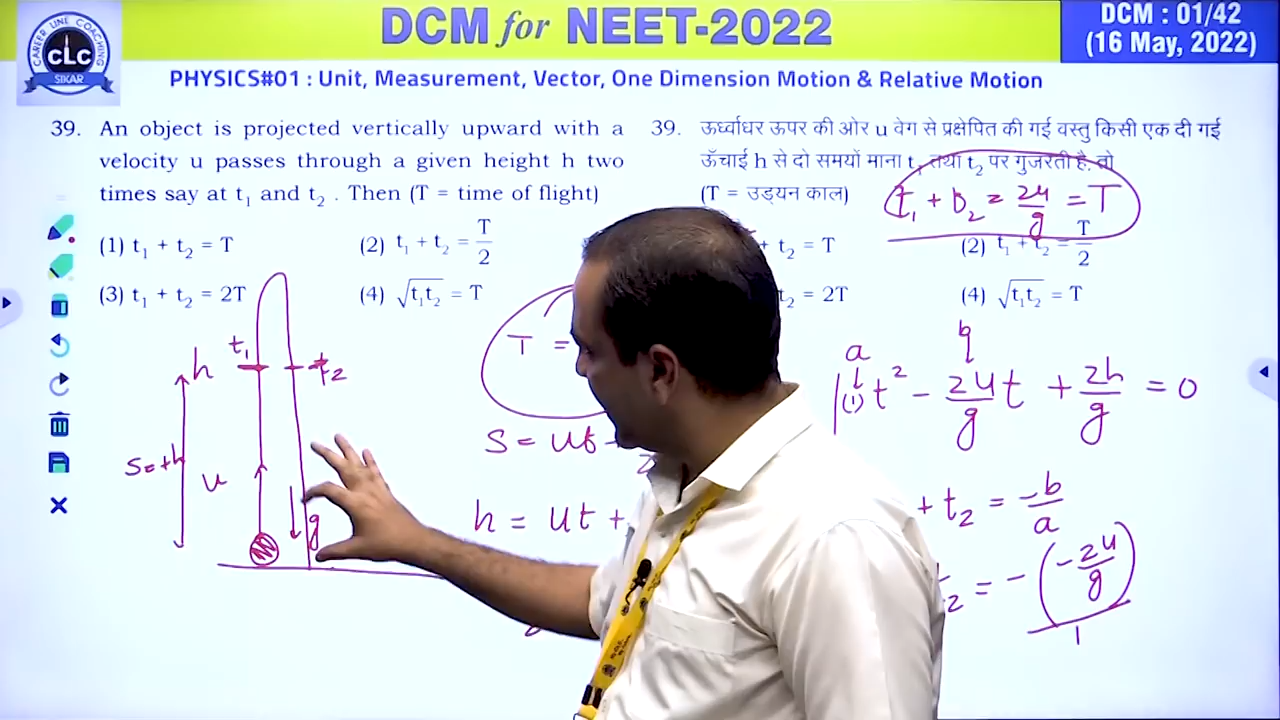 CAREER LINE COACHING
CLC
SIKAR
DCM for NEET-2022
DCM : 01/42
(16 May, 2022)
PHYSICS#01 : Unit, Measurement, Vector, One Dimension Motion & Relative Motion
39. An object is projected vertically upward with a
velocity u passes through a given height h two
times say at t₁ and t₂ . Then (T = time of flight)
(1) t₁ + t₂ = T (2) t₁ + t₂ = T/2
(3) t₁ + t₂ = 2T (4) √t₁t₂ = T
39. ऊर्ध्वाधर ऊपर की ओर u वेग से प्रक्षेपित की गई वस्तु किसी एक दी गई
ऊँचाई h से दो समयों माना t₁ तथा t₂ पर गुजरती है. तो
(T = उड्यन काल)
t₁ + t₂ = 2u/g = T
+ t₂ = T (2) t₁ + t₂ = T/2
t₂ = 2T (4) √t₁t₂ = T
t₁
h
t₂
S=+h
u
g
T =
S = ut
h = ut +
a
b
(1)t² - 2u/g t + 2h/g = 0
+ t₂ = -b/a
₂ = -(-2u/g)/1